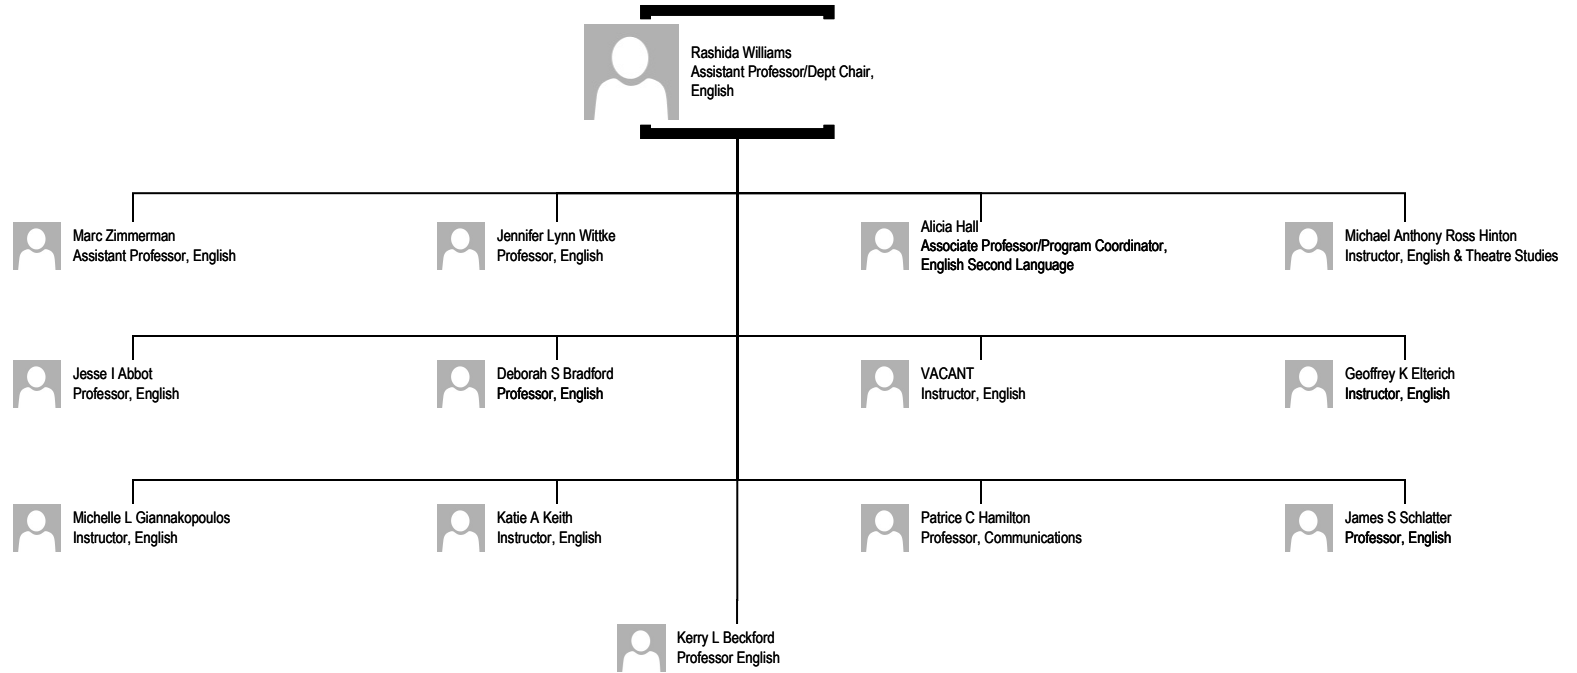 Rashida Williams
Assistant Professor/Dept Chair,
English
Marc Zimmerman
Assistant Professor, English
Jennifer Lynn Wittke
Professor, English
Alicia Hall
Associate Professor/Program Coordinator,
English Second Language
Michael Anthony Ross Hinton
Instructor, English & Theatre Studies
Jesse I Abbot
Professor, English
Deborah S Bradford
Professor, English
VACANT
Instructor, English
Geoffrey K Elterich
Instructor, English
Michelle L Giannakopoulos
Instructor, English
Katie A Keith
Instructor, English
Patrice C Hamilton
Professor, Communications
James S Schlatter
Professor, English
Kerry L Beckford
Professor English